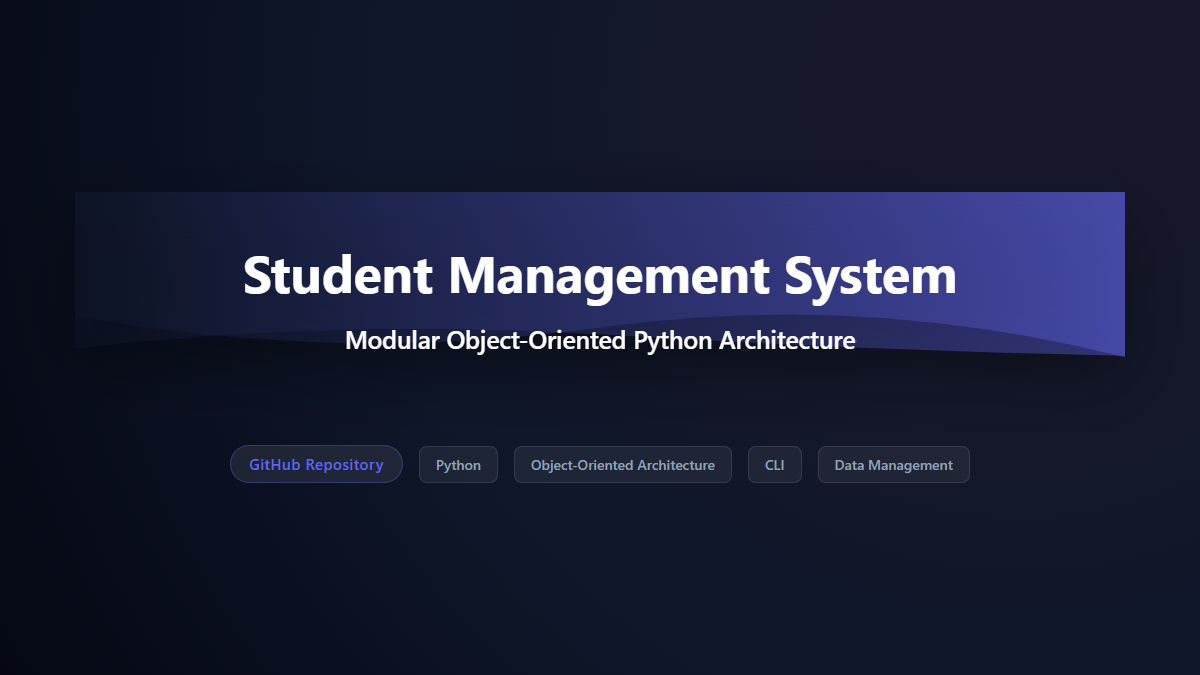 Student Management System
Modular Object-Oriented Python Architecture
GitHub Repository Python Object-Oriented Architecture CLI Data Management